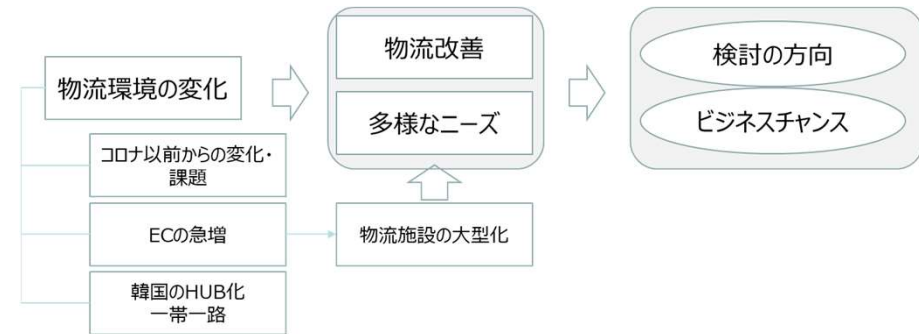 物流環境の変化
コロナ以前からの変化・
課題
ECの急増
韓国のHUB化
一帯一路
物流施設の大型化
物流改善
多様なニーズ
検討の方向
ビジネスチャンス